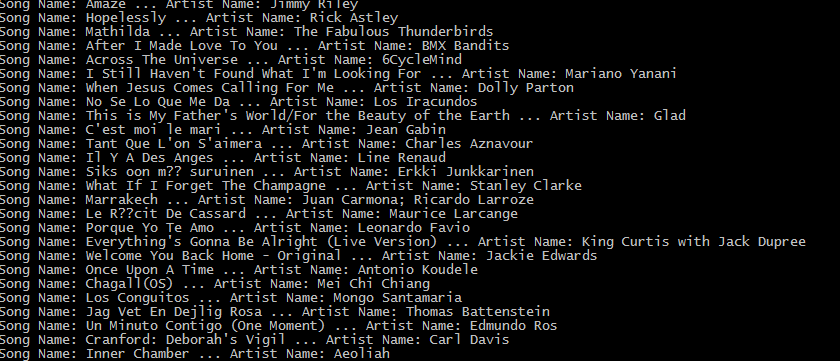 Song Name: Amaze ... Artist Name: Jimmy Riley
Song Name: Hopelessly ... Artist Name: Rick Astley
Song Name: Mathilda ... Artist Name: The Fabulous Thunderbirds
Song Name: After I Made Love To You ... Artist Name: BMX Bandits
Song Name: Across The Universe ... Artist Name: 6CycleMind
Song Name: I Still Haven't Found What I'm Looking For ... Artist Name: Mariano Yanani
Song Name: When Jesus Comes Calling For Me ... Artist Name: Dolly Parton
Song Name: No Se Lo Que Me Da ... Artist Name: Los Iracundos
Song Name: This is My Father's World/For the Beauty of the Earth ... Artist Name: Glad
Song Name: C'est moi le mari ... Artist Name: Jean Gabin
Song Name: Tant Que L'on S'aimera ... Artist Name: Charles Aznavour
Song Name: Il Y A Des Anges ... Artist Name: Line Renaud
Song Name: Siks oon m?? suruinen ... Artist Name: Erkki Junkkarinen
Song Name: What If I Forget The Champagne ... Artist Name: Stanley Clarke
Song Name: Marrakech ... Artist Name: Juan Carmona; Ricardo Larroze
Song Name: Le R??cit De Cassard ... Artist Name: Maurice Larcange
Song Name: Porque Yo Te Amo ... Artist Name: Leonardo Favio
Song Name: Everything's Gonna Be Alright (Live Version) ... Artist Name: King Curtis with Jack Dupree
Song Name: Welcome You Back Home - Original ... Artist Name: Jackie Edwards
Song Name: Once Upon A Time ... Artist Name: Antonio Koudele
Song Name: Chagall(OS) ... Artist Name: Mei Chi Chiang
Song Name: Los Conguitos ... Artist Name: Mongo Santamaria
Song Name: Jag Vet En Dejlig Rosa ... Artist Name: Thomas Battenstein
Song Name: Un Minuto Contigo (One Moment) ... Artist Name: Edmundo Ros
Song Name: Cranford: Deborah's Vigil ... Artist Name: Carl Davis
Song Name: Inner Chamber ... Artist Name: Aeoliah